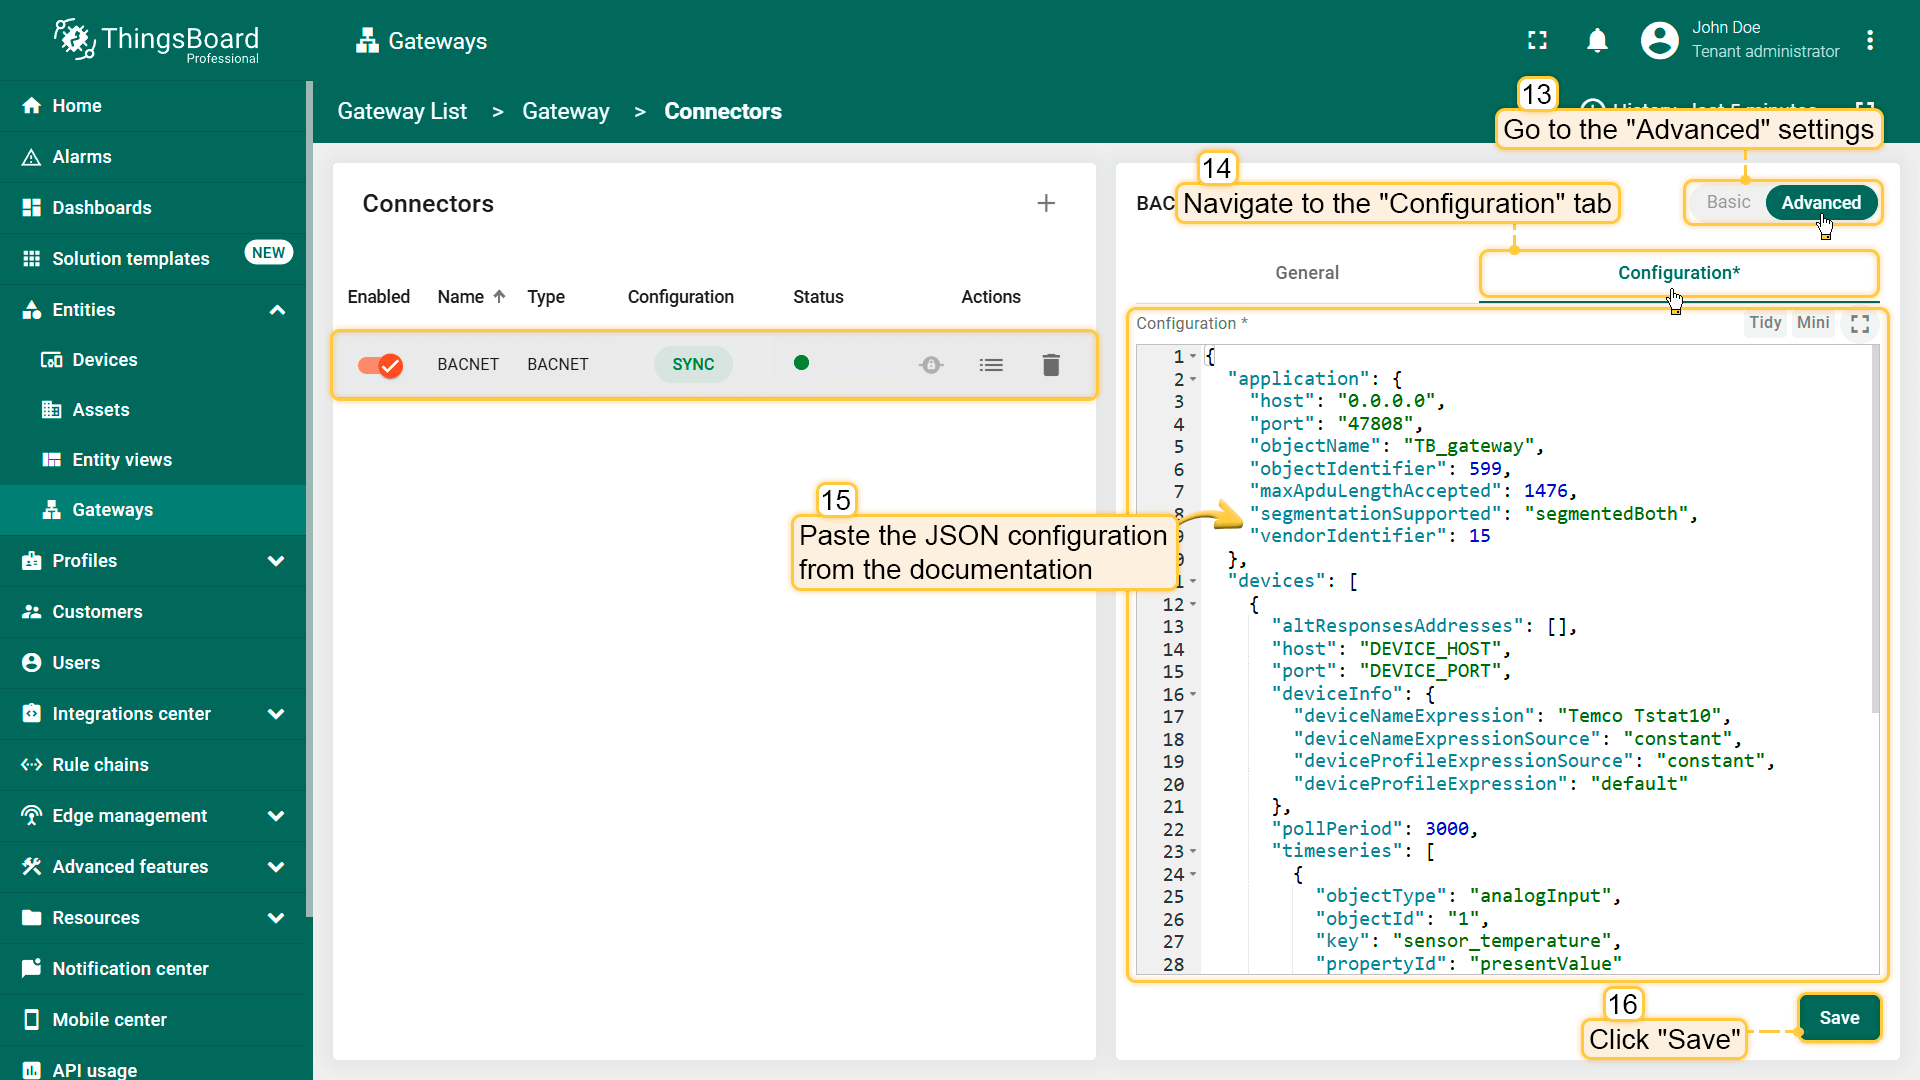 ThingsBoard
Professional
Gateways
John Doe
Tenant administrator
Home
Alarms
Dashboards
Solution templates
NEW
Entities
Devices
Assets
Entity views
Gateways
Profiles
Customers
Users
Integrations center
Rule chains
Edge management
Advanced features
Resources
Notification center
Mobile center
API usage
Gateway List > Gateway > Connectors
13
Go to the "Advanced" settings
Connectors
Enabled Name Type Configuration Status Actions
BACNET BACNET SYNC
14
Navigate to the "Configuration" tab
BAC
Basic Advanced
General Configuration*
Configuration *
Tidy Mini
15
Paste the JSON configuration
from the documentation
1 {
2 "application": {
3 "host": "0.0.0.0",
4 "port": "47808",
5 "objectName": "TB_gateway",
6 "objectIdentifier": 599,
7 "maxApduLengthAccepted": 1476,
8 "segmentationSupported": "segmentedBoth",
9 "vendorIdentifier": 15
},
"devices": [
12 {
13 "altResponsesAddresses": [],
14 "host": "DEVICE_HOST",
15 "port": "DEVICE_PORT",
16 "deviceInfo": {
17 "deviceNameExpression": "Temco Tstat10",
18 "deviceNameExpressionSource": "constant",
19 "deviceProfileExpressionSource": "constant",
20 "deviceProfileExpression": "default"
21 },
22 "pollPeriod": 3000,
23 "timeseries": [
24 {
25 "objectType": "analogInput",
26 "objectId": "1",
27 "key": "sensor_temperature",
28 "propertyId": "presentValue"
16
Click "Save"
Save